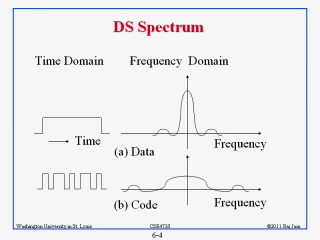 DS Spectrum
Time Domain Frequency Domain
Time
Frequency
(a) Data
Frequency
(b) Code
Washington University in St. Louis CSE473S ©2011 Raj Jain
6-4